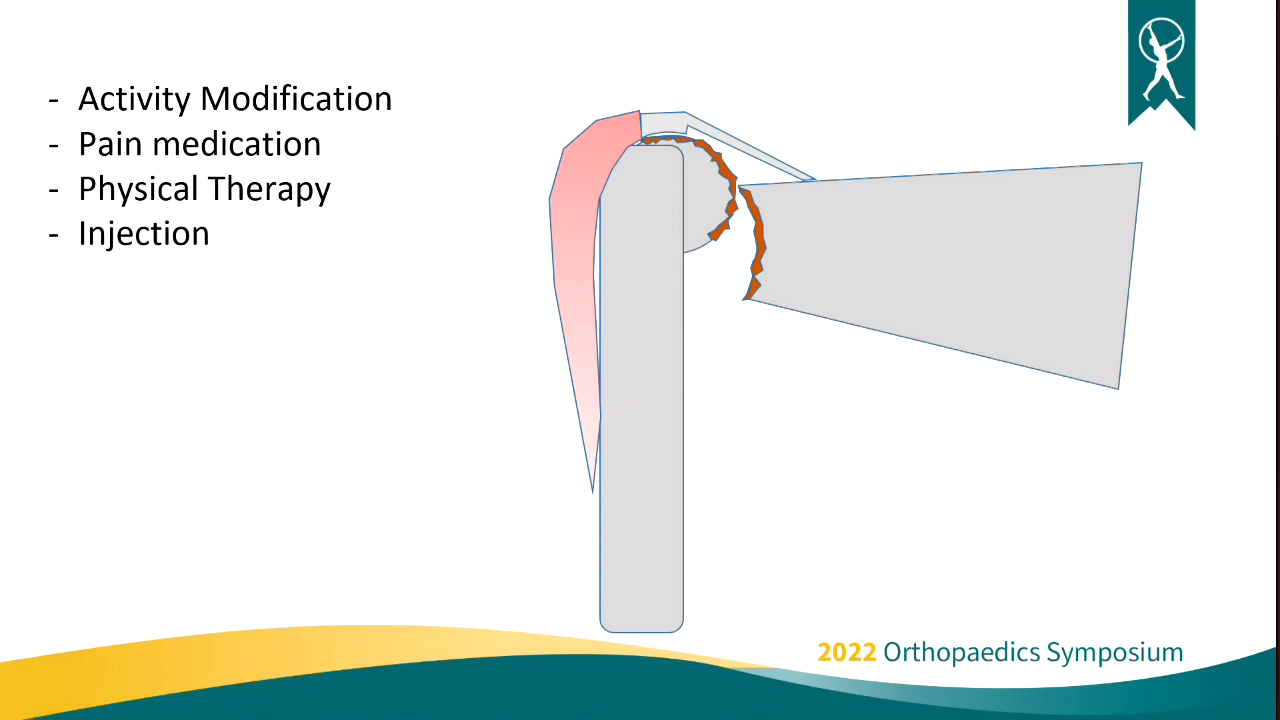 - Activity Modification
- Pain medication
- Physical Therapy
- Injection
2022 Orthopaedics Symposium